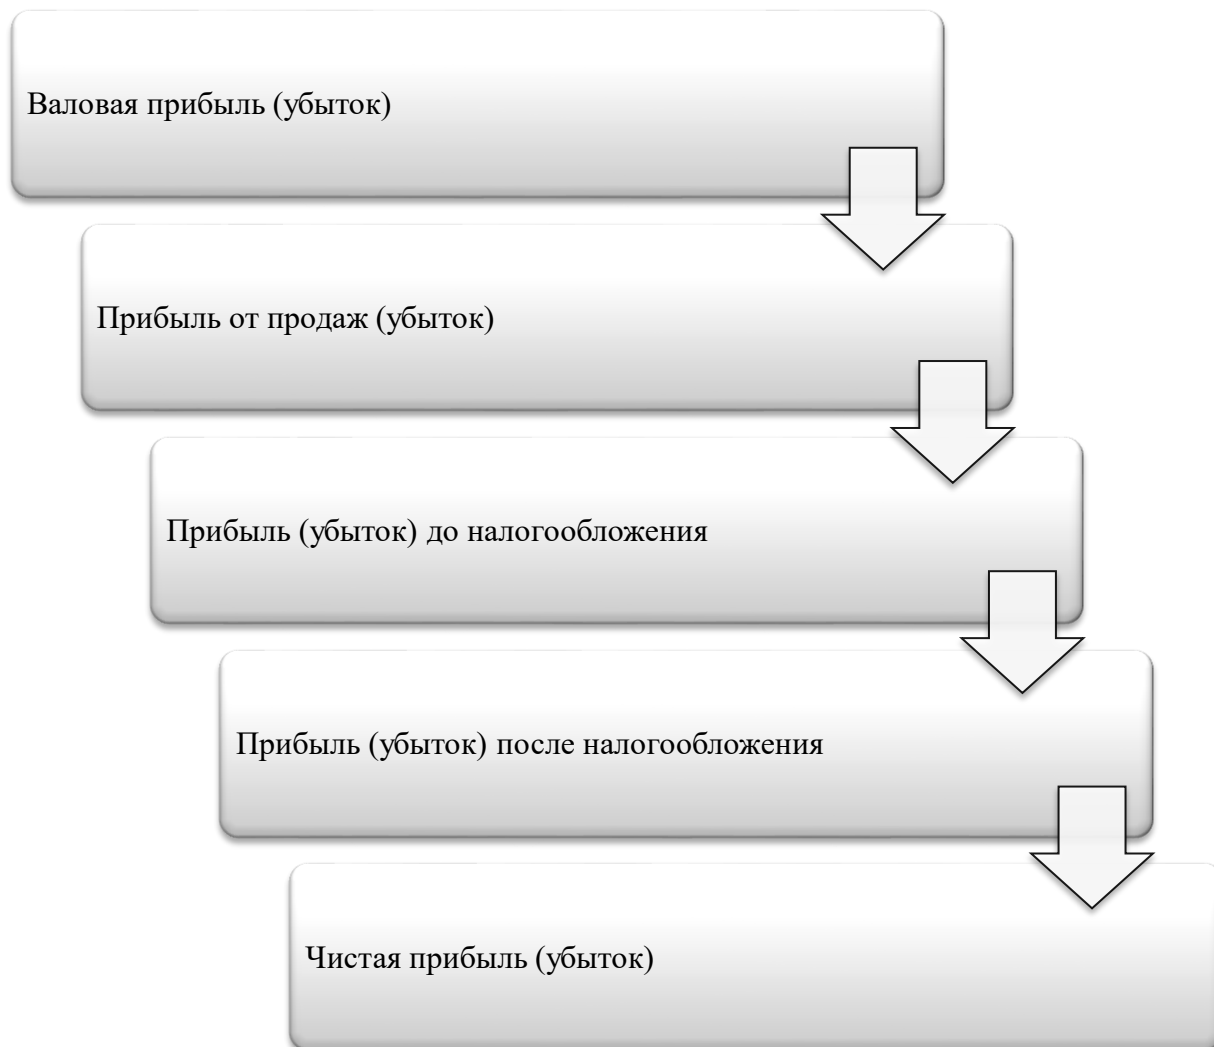 Валовая прибыль (убыток)
Прибыль от продаж (убыток)
Прибыль (убыток) до налогообложения
Прибыль (убыток) после налогообложения
Чистая прибыль (убыток)